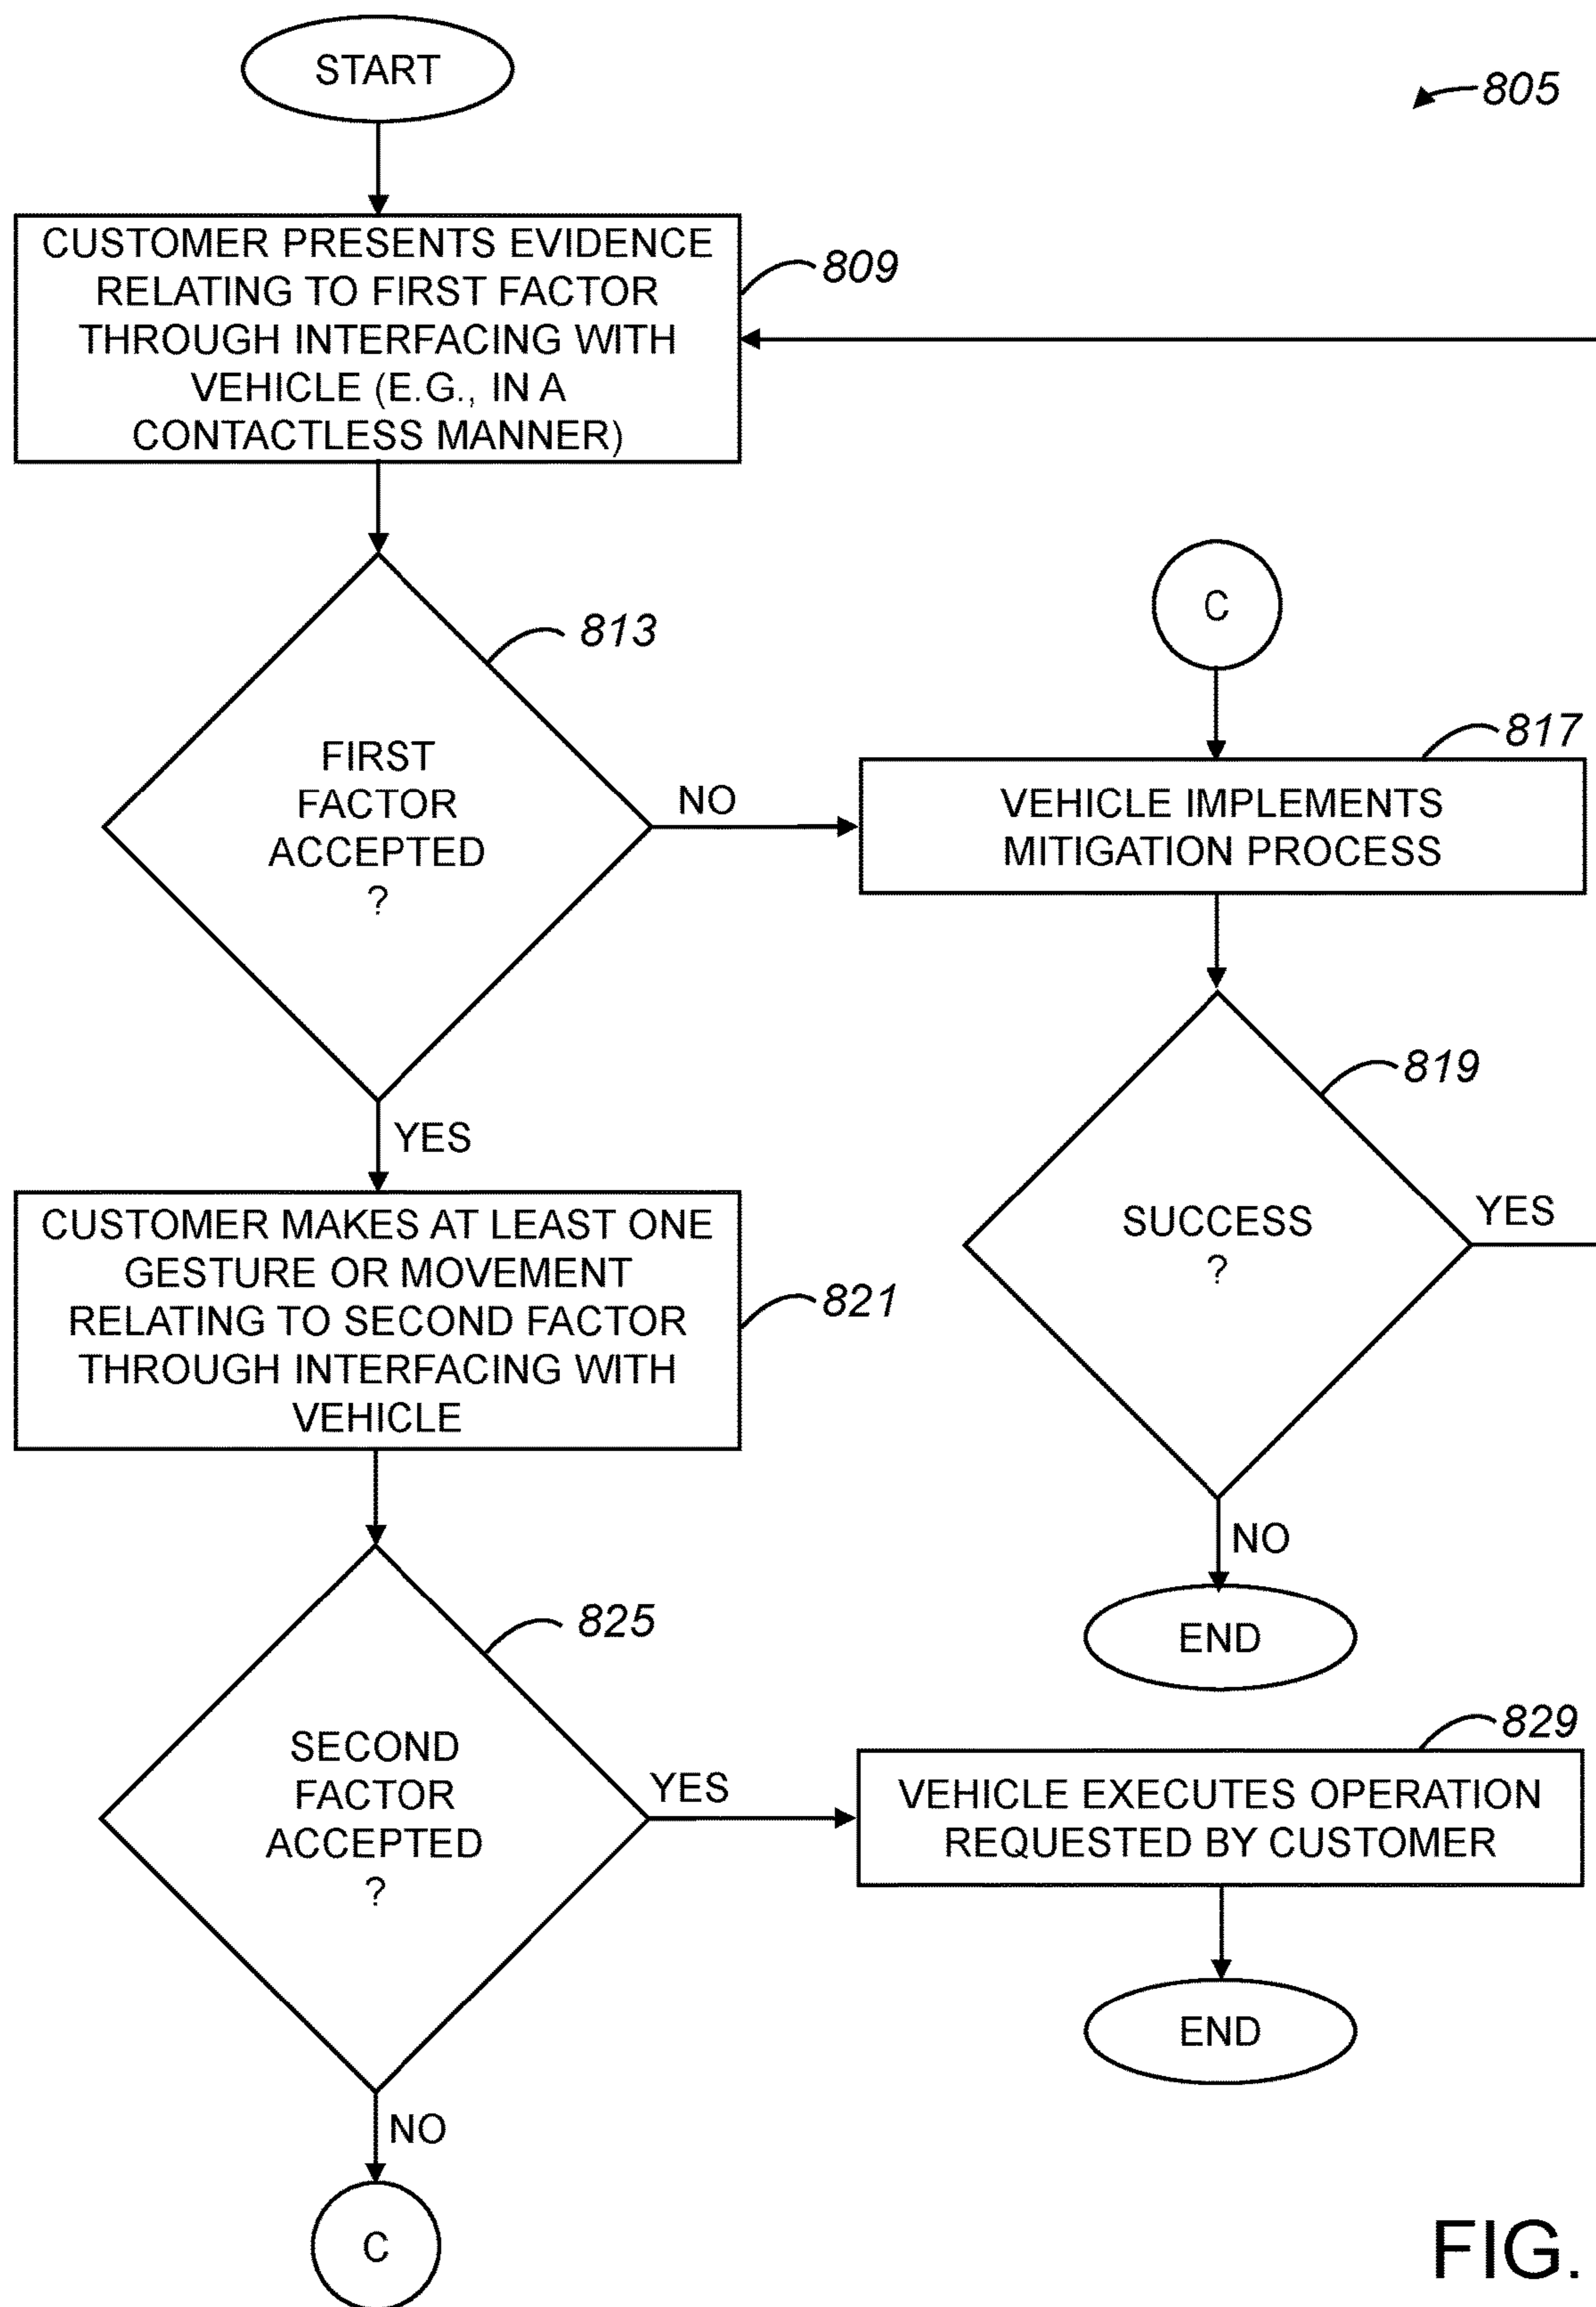 START
805
CUSTOMER PRESENTS EVIDENCE
RELATING TO FIRST FACTOR
THROUGH INTERFACING WITH
VEHICLE (E.G., IN A
CONTACTLESS MANNER)
809
813
FIRST
FACTOR
ACCEPTED
?
NO
YES
C
817
VEHICLE IMPLEMENTS
MITIGATION PROCESS
819
SUCCESS
?
YES
NO
END
CUSTOMER MAKES AT LEAST ONE
GESTURE OR MOVEMENT
RELATING TO SECOND FACTOR
THROUGH INTERFACING WITH
VEHICLE
821
825
SECOND
FACTOR
ACCEPTED
?
YES
NO
829
VEHICLE EXECUTES OPERATION
REQUESTED BY CUSTOMER
END
C
FIG.